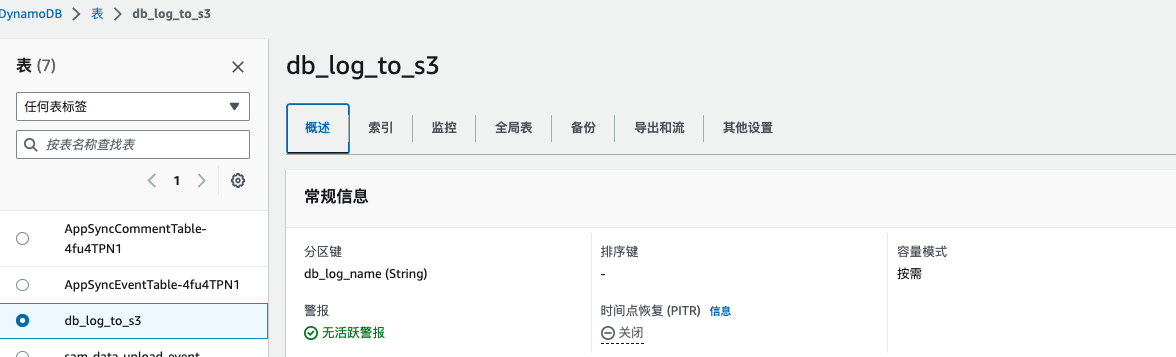 DynamoDB > 表 > db_log_to_s3
表 (7)
任何表标签
按表名称查找表
1
AppSyncCommentTable-
4fu4TPN1
AppSyncEventTable-4fu4TPN1
db_log_to_s3
sam_data_upload_event
db_log_to_s3
概述 索引 监控 全局表 备份 导出和流 其他设置
常规信息
分区键
db_log_name (String)
排序键
-
容量模式
按需
警报
无活跃警报
时间点恢复 (PITR) 信息
关闭